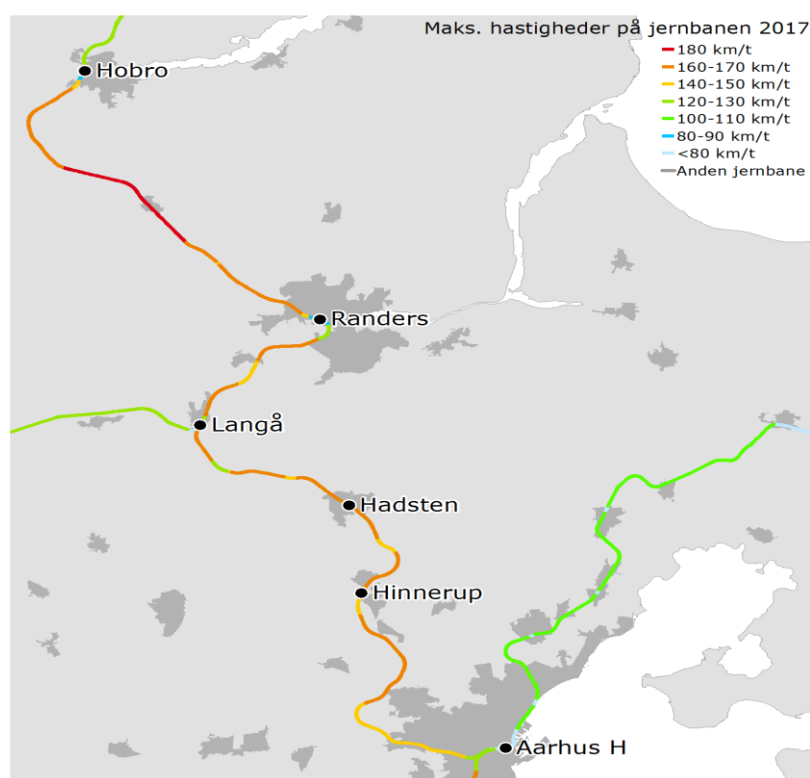 Maks. hastigheder på jernbanen 2017
180 km/t
160-170 km/t
140-150 km/t
120-130 km/t
100-110 km/t
80-90 km/t
<80 km/t
Anden jernbane
Hobro
Randers
Langå
Hadsten
Hinnerup
Aarhus H